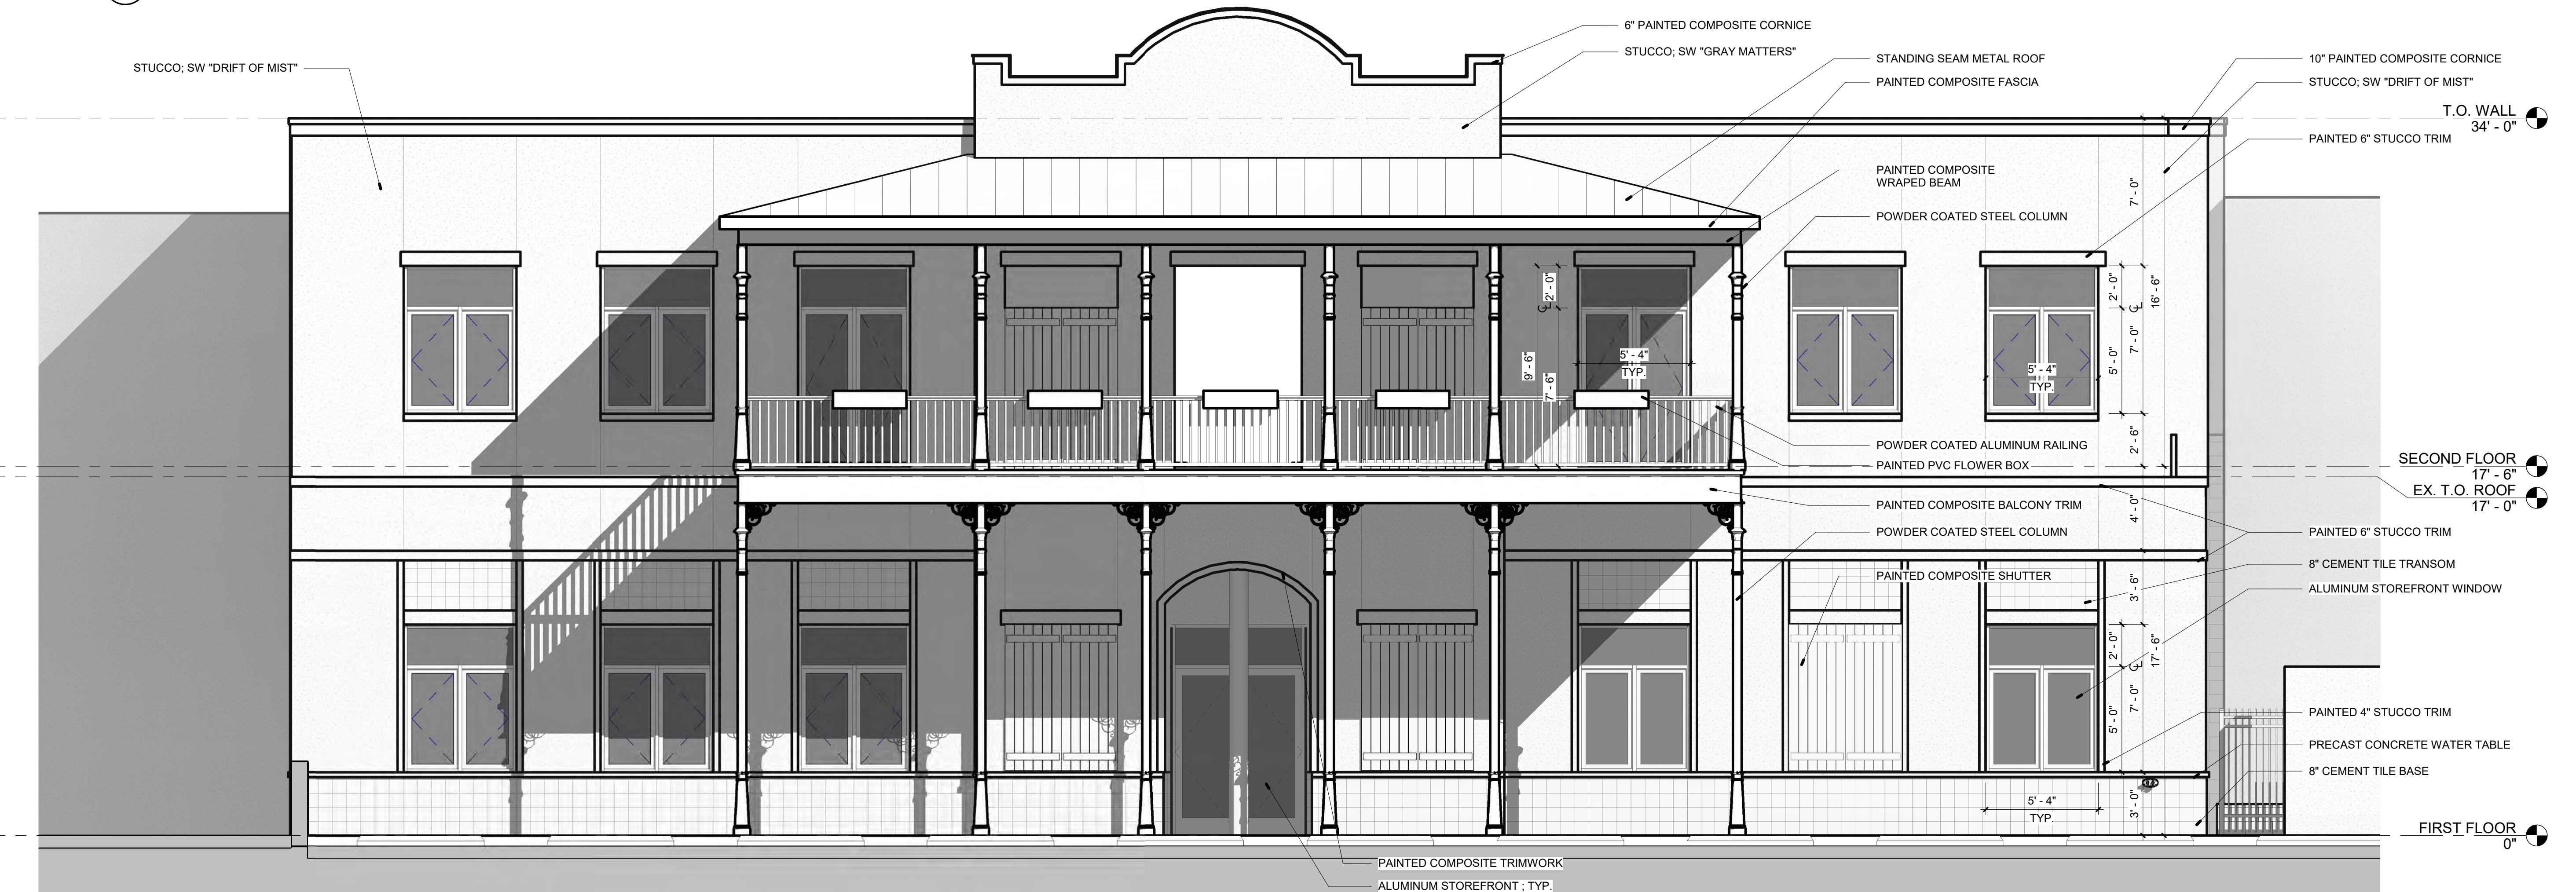 6" PAINTED COMPOSITE CORNICE
STUCCO; SW "GRAY MATTERS"
STUCCO; SW "DRIFT OF MIST"
STANDING SEAM METAL ROOF
PAINTED COMPOSITE FASCIA
10" PAINTED COMPOSITE CORNICE
STUCCO; SW "DRIFT OF MIST"
T.O. WALL
34' - 0"
PAINTED 6" STUCCO TRIM
PAINTED COMPOSITE
WRAPED BEAM
POWDER COATED STEEL COLUMN
7' - 0"
16' - 6"
2' - 0"
7' - 0"
5' - 0"
2' - 6"
5' - 4"
TYP.
2' - 0"
9' - 6"
7' - 6"
5' - 4"
TYP.
POWDER COATED ALUMINUM RAILING
PAINTED PVC FLOWER BOX
SECOND FLOOR
17' - 6"
EX. T.O. ROOF
17' - 0"
PAINTED COMPOSITE BALCONY TRIM
POWDER COATED STEEL COLUMN
4' - 0"
PAINTED 6" STUCCO TRIM
8" CEMENT TILE TRANSOM
PAINTED COMPOSITE SHUTTER
ALUMINUM STOREFRONT WINDOW
3' - 6"
2' - 0"
17' - 6"
7' - 0"
5' - 0"
PAINTED 4" STUCCO TRIM
PRECAST CONCRETE WATER TABLE
8" CEMENT TILE BASE
5' - 4"
TYP.
3' - 0"
FIRST FLOOR
0"
PAINTED COMPOSITE TRIMWORK
ALUMINUM STOREFRONT ; TYP.